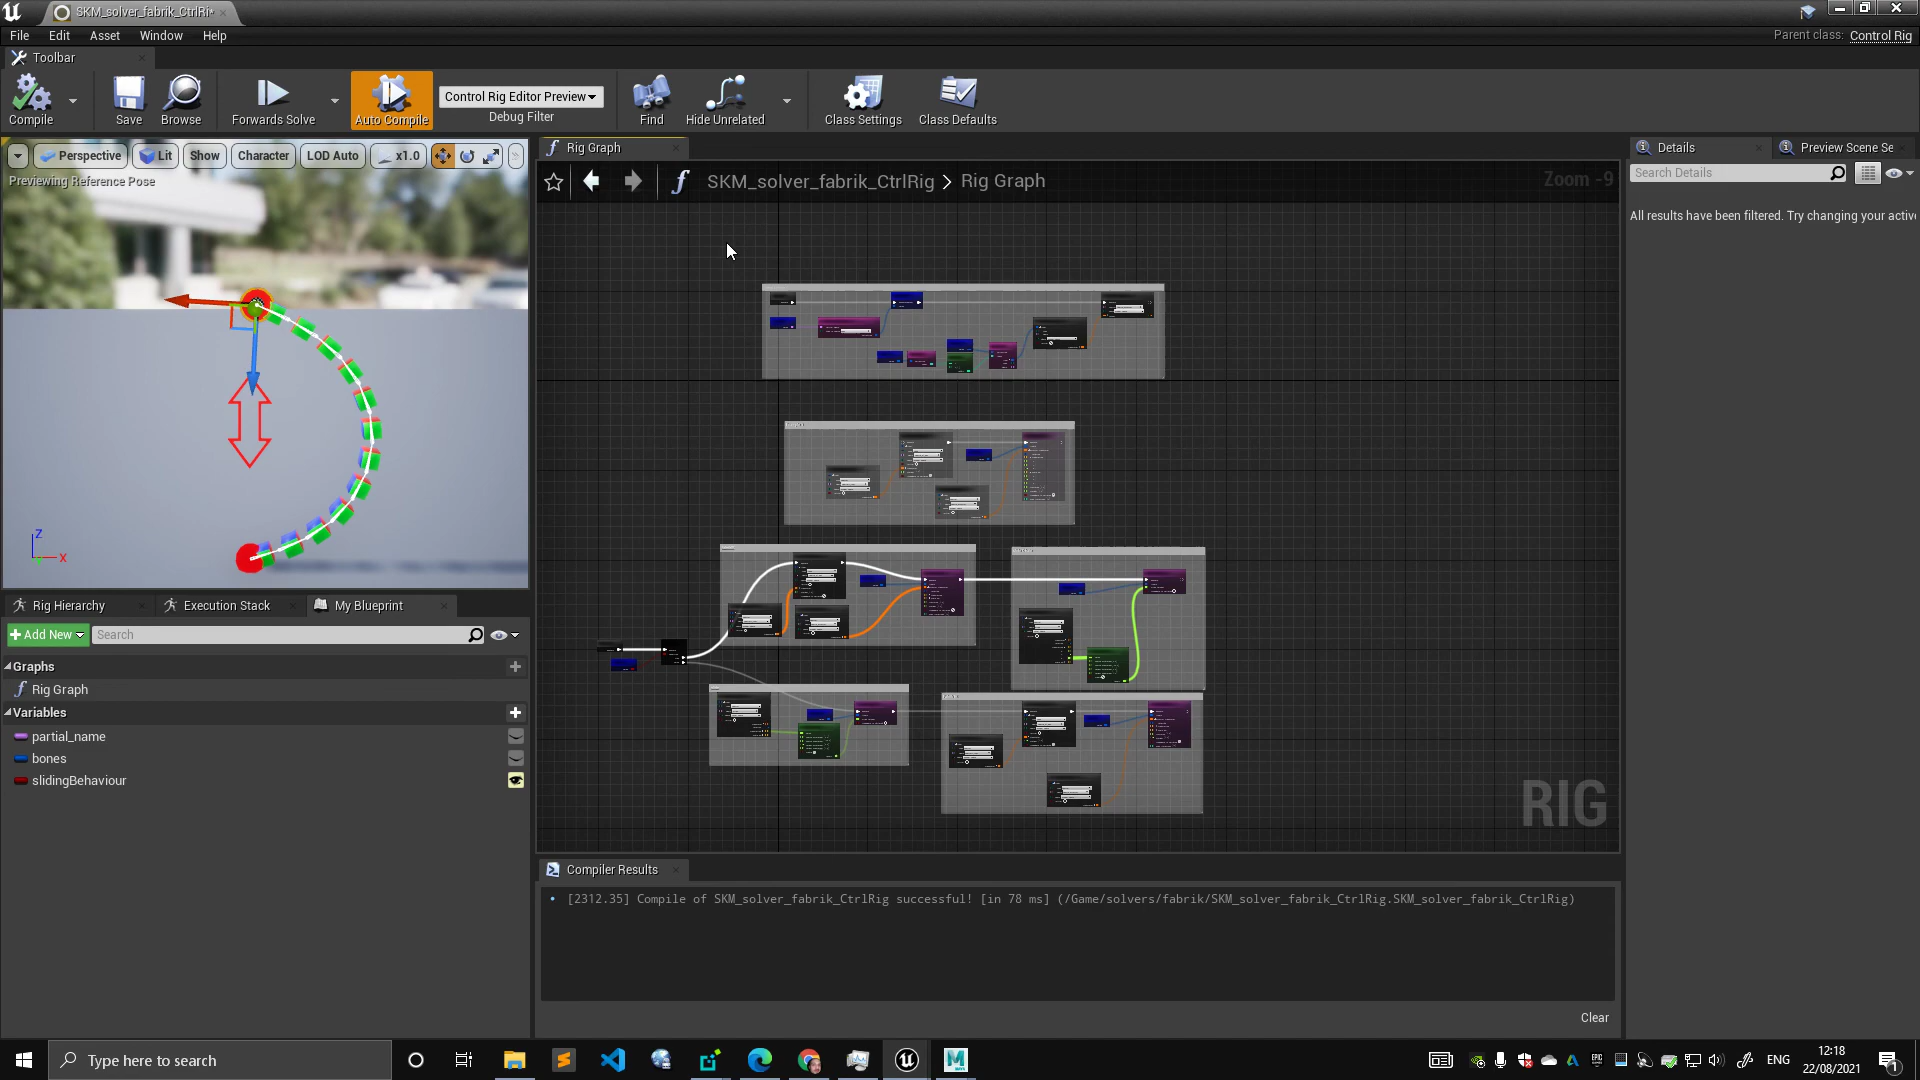 SKM_solver_fabrik_CtrlRi*
File Edit Asset Window Help
Parent class: Control Rig
Toolbar
Compile
Save
Browse
Forwards Solve
Auto Compile
Control Rig Editor Preview
Debug Filter
Find
Hide Unrelated
Class Settings
Class Defaults
Perspective
Lit
Show
Character
LOD Auto
x1.0
Previewing Reference Pose
Z
X
Rig Graph
SKM_solver_fabrik_CtrlRig > Rig Graph
Zoom -9
RIG
Details
Preview Scene Se
Search Details
All results have been filtered. Try changing your active
Rig Hierarchy
Execution Stack
My Blueprint
Add New
Search
Graphs
Rig Graph
Variables
partial_name
bones
slidingBehaviour
Compiler Results
[2312.35] Compile of SKM_solver_fabrik_CtrlRig successful! [in 78 ms] (/Game/solvers/fabrik/SKM_solver_fabrik_CtrlRig.SKM_solver_fabrik_CtrlRig)
Clear
Type here to search
ENG
12:18
22/08/2021
1